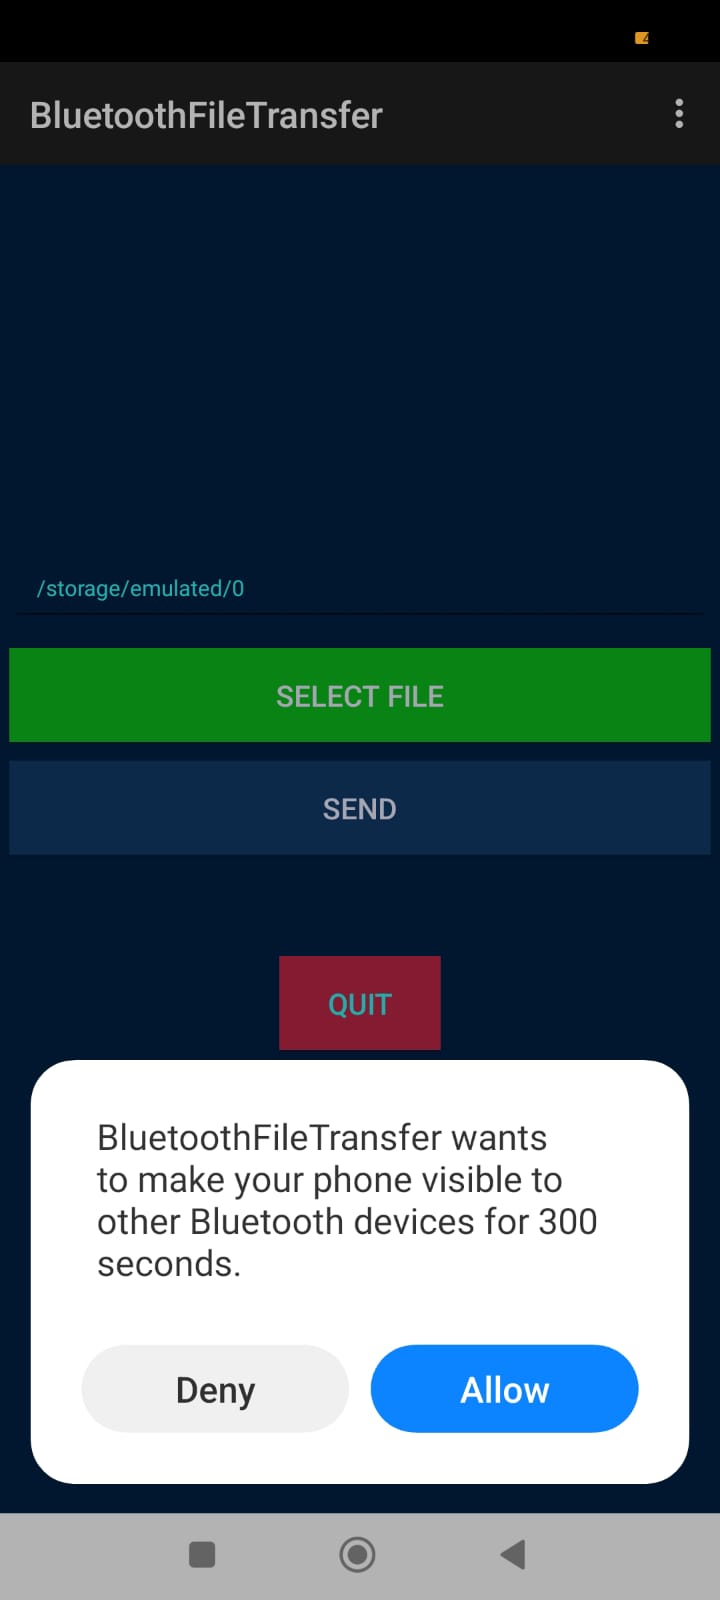 BluetoothFileTransfer
/storage/emulated/0
SELECT FILE
SEND
QUIT
BluetoothFileTransfer wants
to make your phone visible to
other Bluetooth devices for 300
seconds.
Deny
Allow